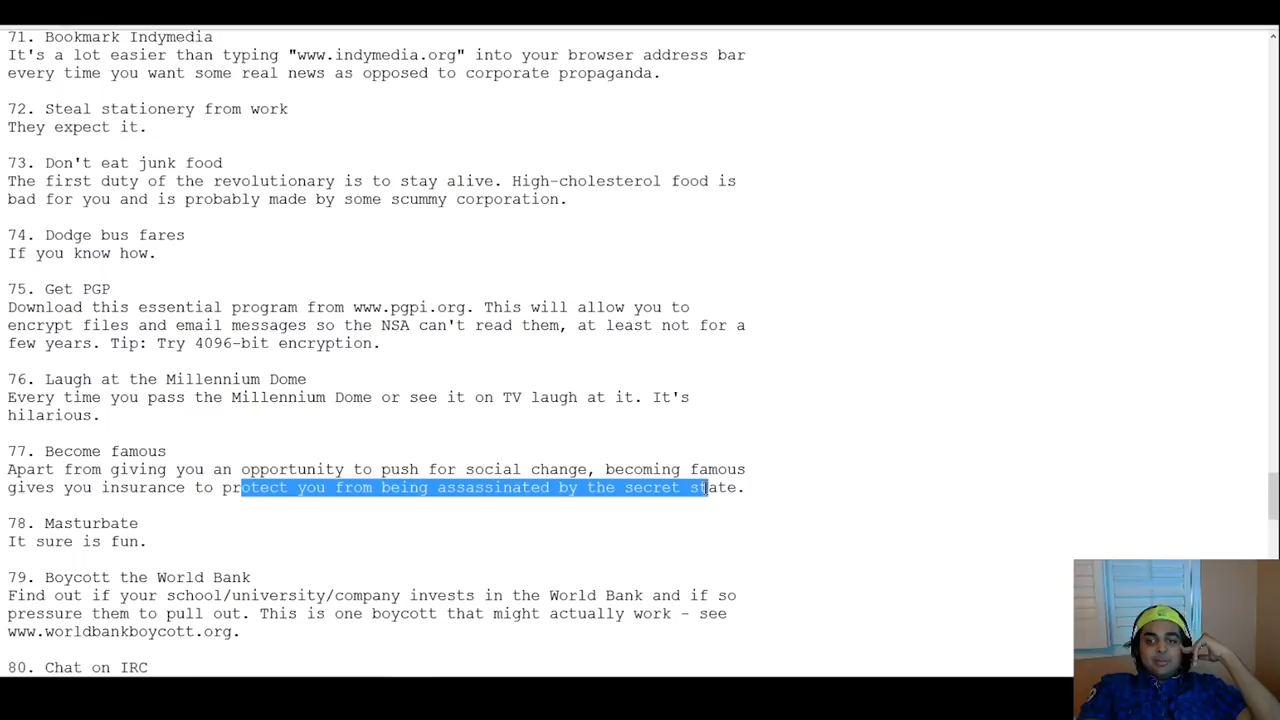 71. Bookmark Indymedia
It's a lot easier than typing "www.indymedia.org" into your browser address bar
every time you want some real news as opposed to corporate propaganda.
72. Steal stationery from work
They expect it.
73. Don't eat junk food
The first duty of the revolutionary is to stay alive. High-cholesterol food is
bad for you and is probably made by some scummy corporation.
74. Dodge bus fares
If you know how.
75. Get PGP
Download this essential program from www.pgpi.org. This will allow you to
encrypt files and email messages so the NSA can't read them, at least not for a
few years. Tip: Try 4096-bit encryption.
76. Laugh at the Millennium Dome
Every time you pass the Millennium Dome or see it on TV laugh at it. It's
hilarious.
77. Become famous
Apart from giving you an opportunity to push for social change, becoming famous
gives you insurance to protect you from being assassinated by the secret state.
78. Masturbate
It sure is fun.
79. Boycott the World Bank
Find out if your school/university/company invests in the World Bank and if so
pressure them to pull out. This is one boycott that might actually work - see
www.worldbankboycott.org.
80. Chat on IRC